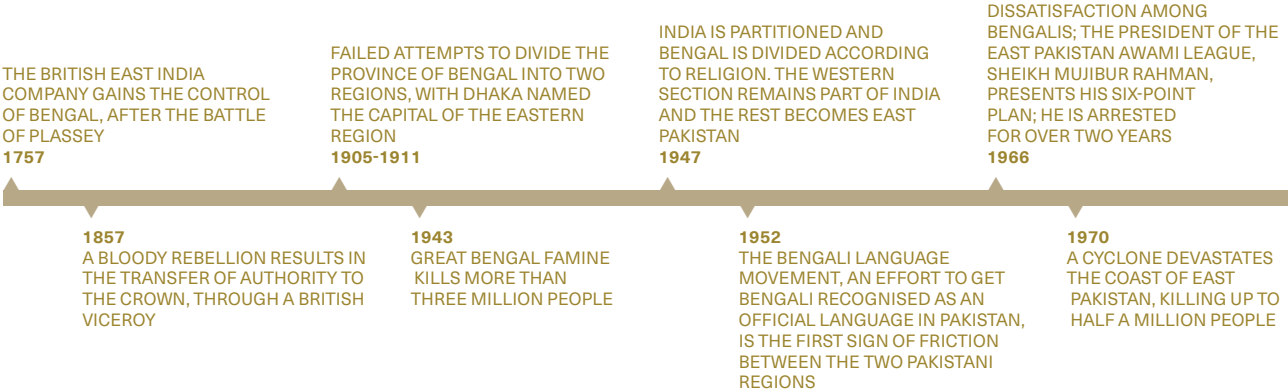 THE BRITISH EAST INDIA
COMPANY GAINS THE CONTROL
OF BENGAL, AFTER THE BATTLE
OF PLASSEY
1757
1857
A BLOODY REBELLION RESULTS IN
THE TRANSFER OF AUTHORITY TO
THE CROWN, THROUGH A BRITISH
VICEROY
FAILED ATTEMPTS TO DIVIDE THE
PROVINCE OF BENGAL INTO TWO
REGIONS, WITH DHAKA NAMED
THE CAPITAL OF THE EASTERN
REGION
1905-1911
1943
GREAT BENGAL FAMINE
KILLS MORE THAN
THREE MILLION PEOPLE
INDIA IS PARTITIONED AND
BENGAL IS DIVIDED ACCORDING
TO RELIGION. THE WESTERN
SECTION REMAINS PART OF INDIA
AND THE REST BECOMES EAST
PAKISTAN
1947
1952
THE BENGALI LANGUAGE
MOVEMENT, AN EFFORT TO GET
BENGALI RECOGNISED AS AN
OFFICIAL LANGUAGE IN PAKISTAN,
IS THE FIRST SIGN OF FRICTION
BETWEEN THE TWO PAKISTANI
REGIONS
DISSATISFACTION AMONG
BENGALIS; THE PRESIDENT OF THE
EAST PAKISTAN AWAMI LEAGUE,
SHEIKH MUJIBUR RAHMAN,
PRESENTS HIS SIX-POINT
PLAN; HE IS ARRESTED
FOR OVER TWO YEARS
1966
1970
A CYCLONE DEVASTATES
THE COAST OF EAST
PAKISTAN, KILLING UP TO
HALF A MILLION PEOPLE